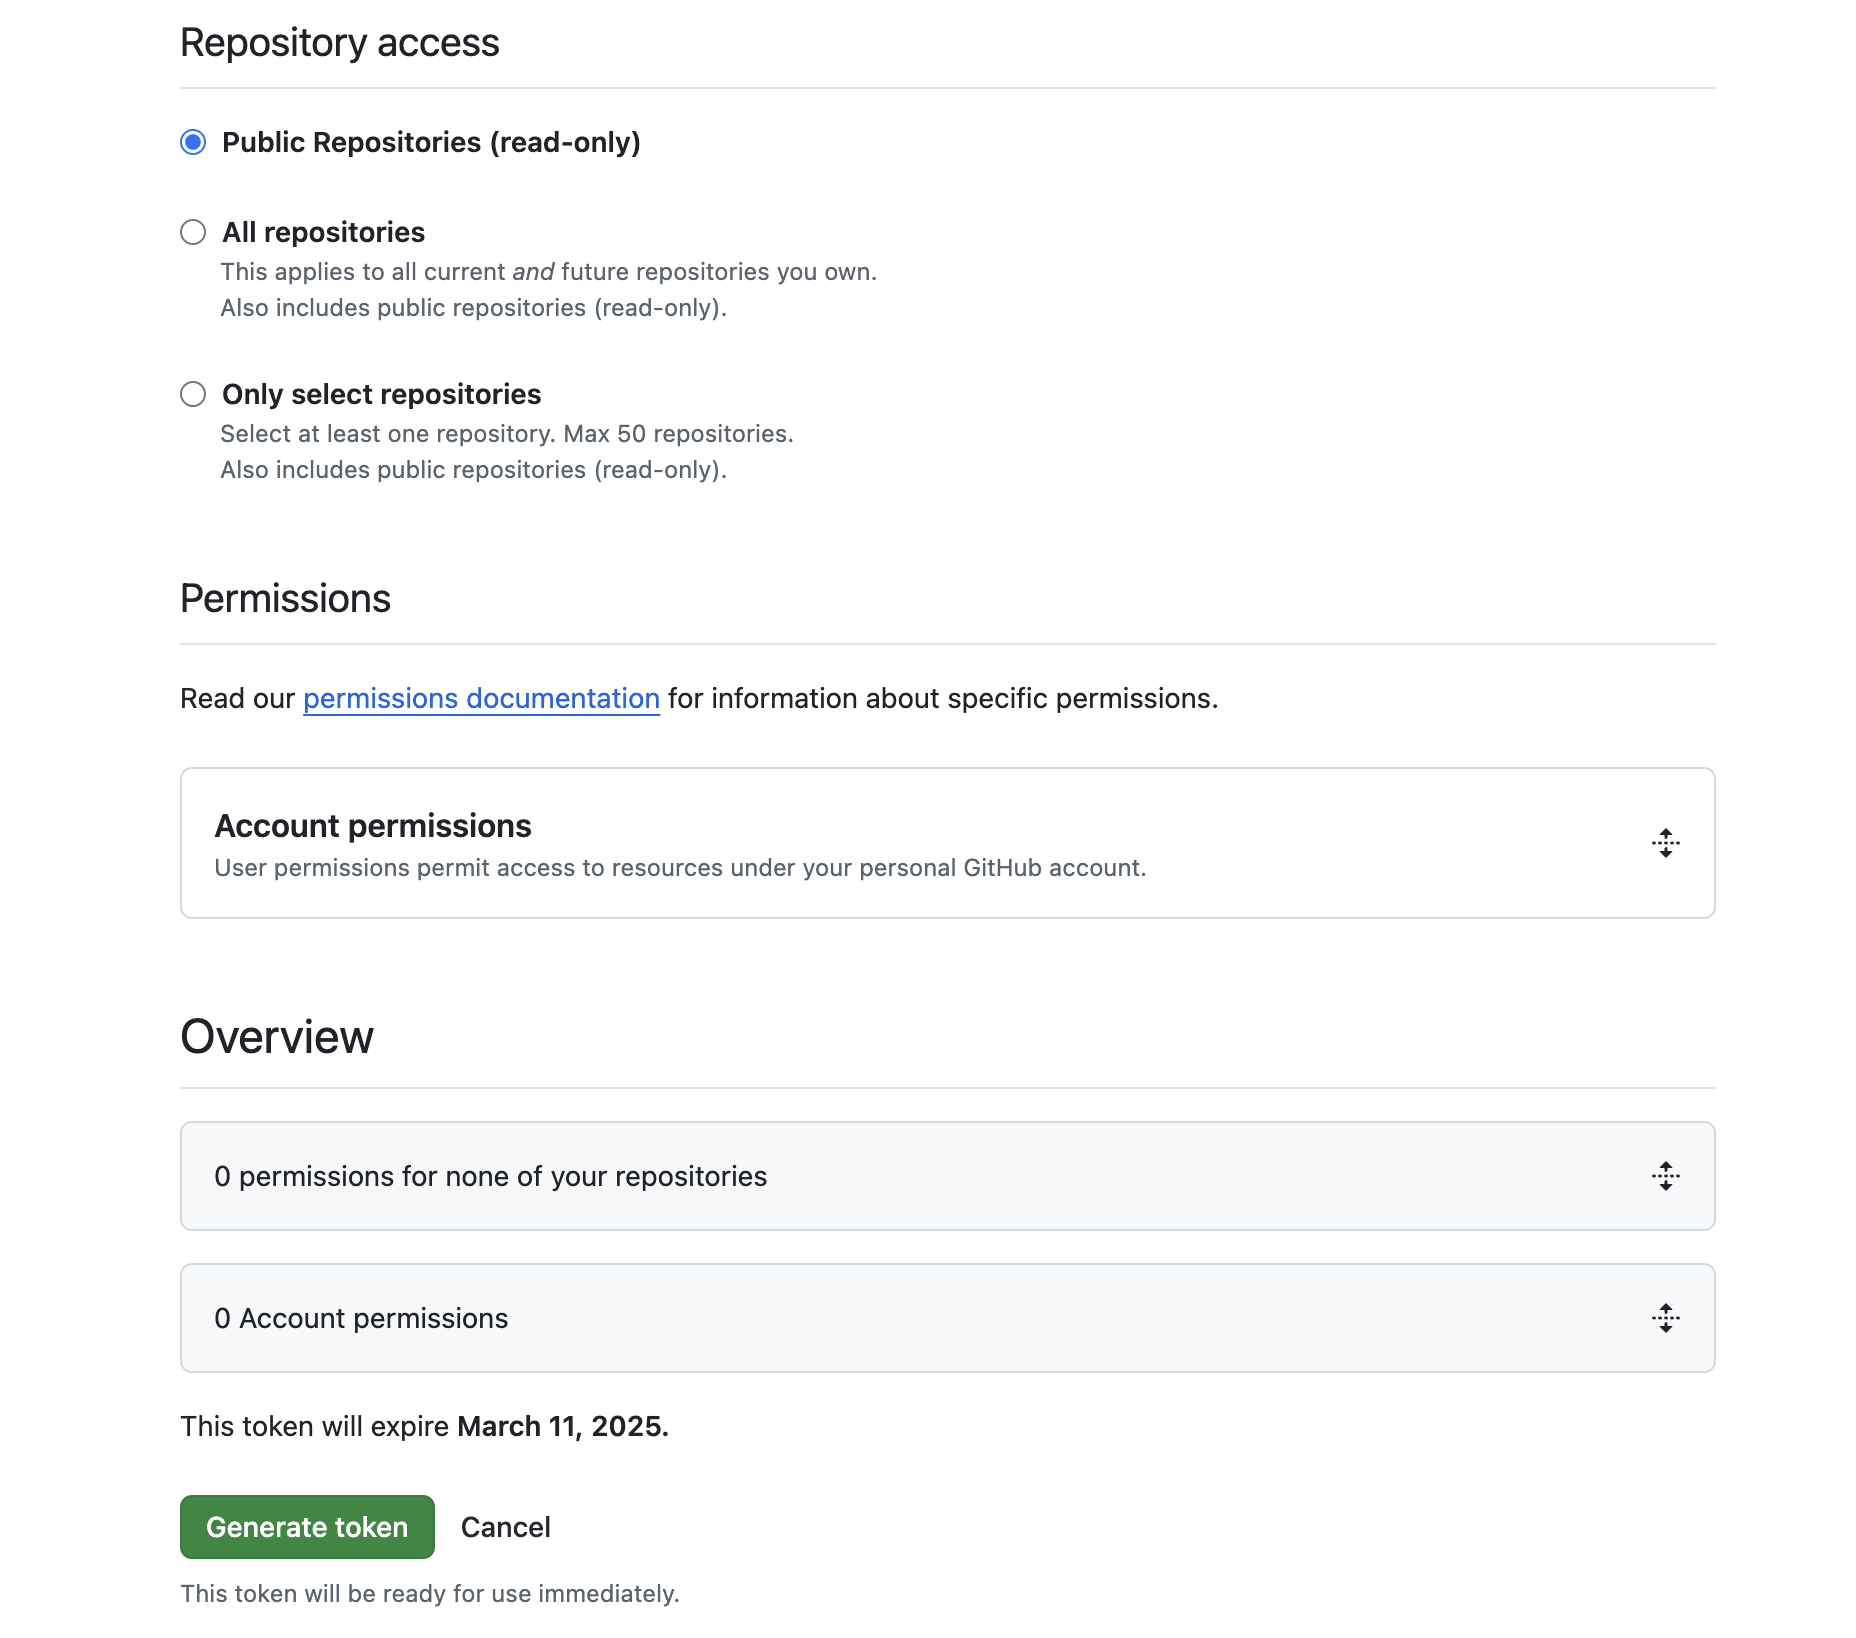 Repository access
Public Repositories (read-only)
All repositories
This applies to all current and future repositories you own.
Also includes public repositories (read-only).
Only select repositories
Select at least one repository. Max 50 repositories.
Also includes public repositories (read-only).
Permissions
Read our permissions documentation for information about specific permissions.
Account permissions
User permissions permit access to resources under your personal GitHub account.
Overview
0 permissions for none of your repositories
0 Account permissions
This token will expire March 11, 2025.
Generate token Cancel
This token will be ready for use immediately.